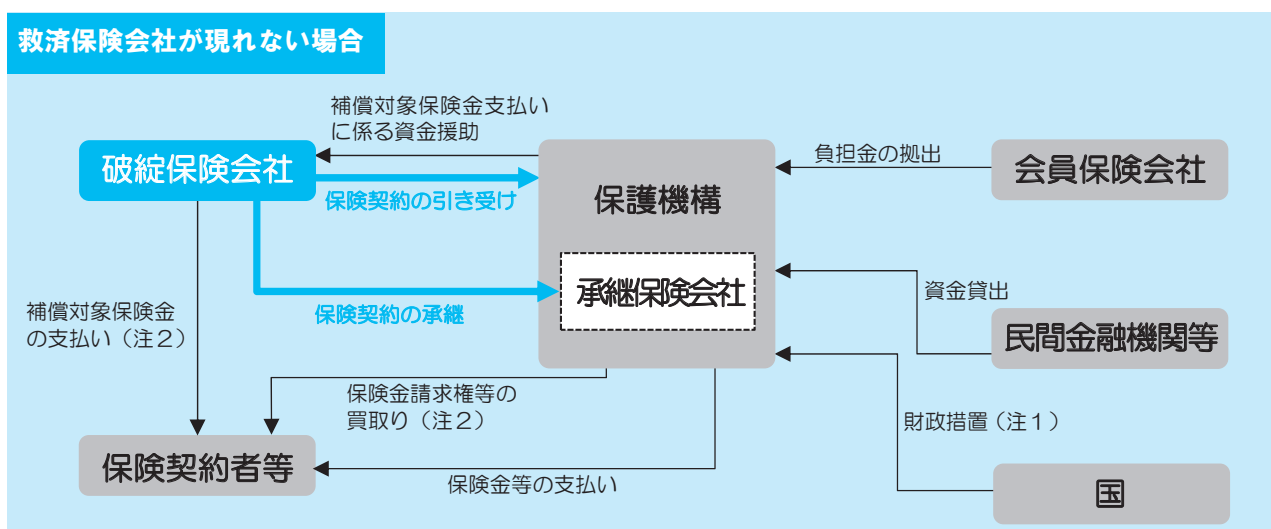 救済保険会社が現れない場合
補償対象保険金支払い
に係る資金援助
破綻保険会社
保険契約の引き受け
保護機構
負担金の拠出
会員保険会社
承継保険会社
保険契約の承継
補償対象保険金
の支払い（注２）
資金貸出
民間金融機関等
保険金請求権等の
買取り（注２）
財政措置（注１）
保険契約者等
保険金等の支払い
国